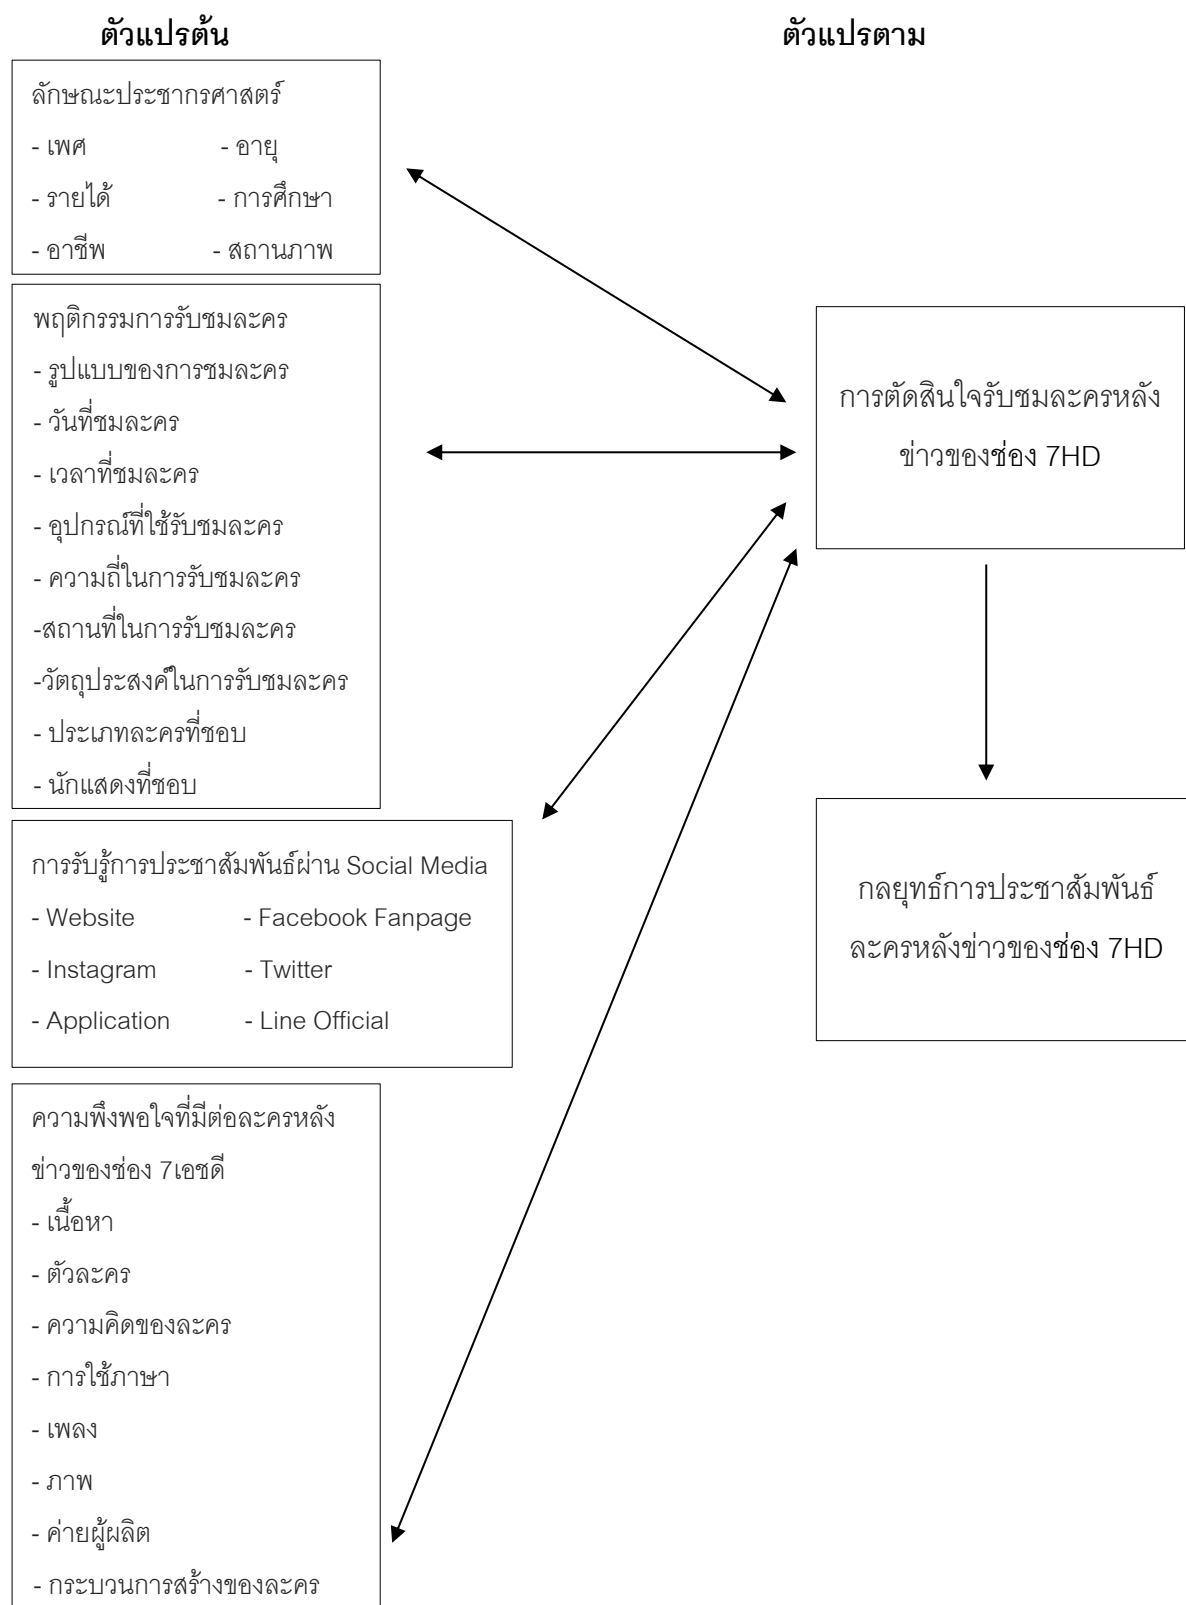 ตัวแปรต้น
ตัวแปรตาม
ลักษณะประชากรศาสตร์
- เพศ - อายุ
- รายได้ - การศึกษา
- อาชีพ - สถานภาพ
พฤติกรรมการรับชมละคร
- รูปแบบของการชมละคร
- วันที่ชมละคร
- เวลาที่ชมละคร
- อุปกรณ์ที่ใช้รับชมละคร
- ความถี่ในการรับชมละคร
-สถานที่ในการรับชมละคร
-วัตถุประสงค์ในการรับชมละคร
- ประเภทละครที่ชอบ
- นักแสดงที่ชอบ
การรับรู้การประชาสัมพันธ์ผ่าน Social Media
- Website - Facebook Fanpage
- Instagram - Twitter
- Application - Line Official
ความพึงพอใจที่มีต่อละครหลัง
ข่าวของช่อง 7เอชดี
- เนื้อหา
- ตัวละคร
- ความคิดของละคร
- การใช้ภาษา
- เพลง
- ภาพ
- ค่ายผู้ผลิต
- กระบวนการสร้างของละคร
การตัดสินใจรับชมละครหลัง
ข่าวของช่อง 7HD
กลยุทธ์การประชาสัมพันธ์
ละครหลังข่าวของช่อง 7HD